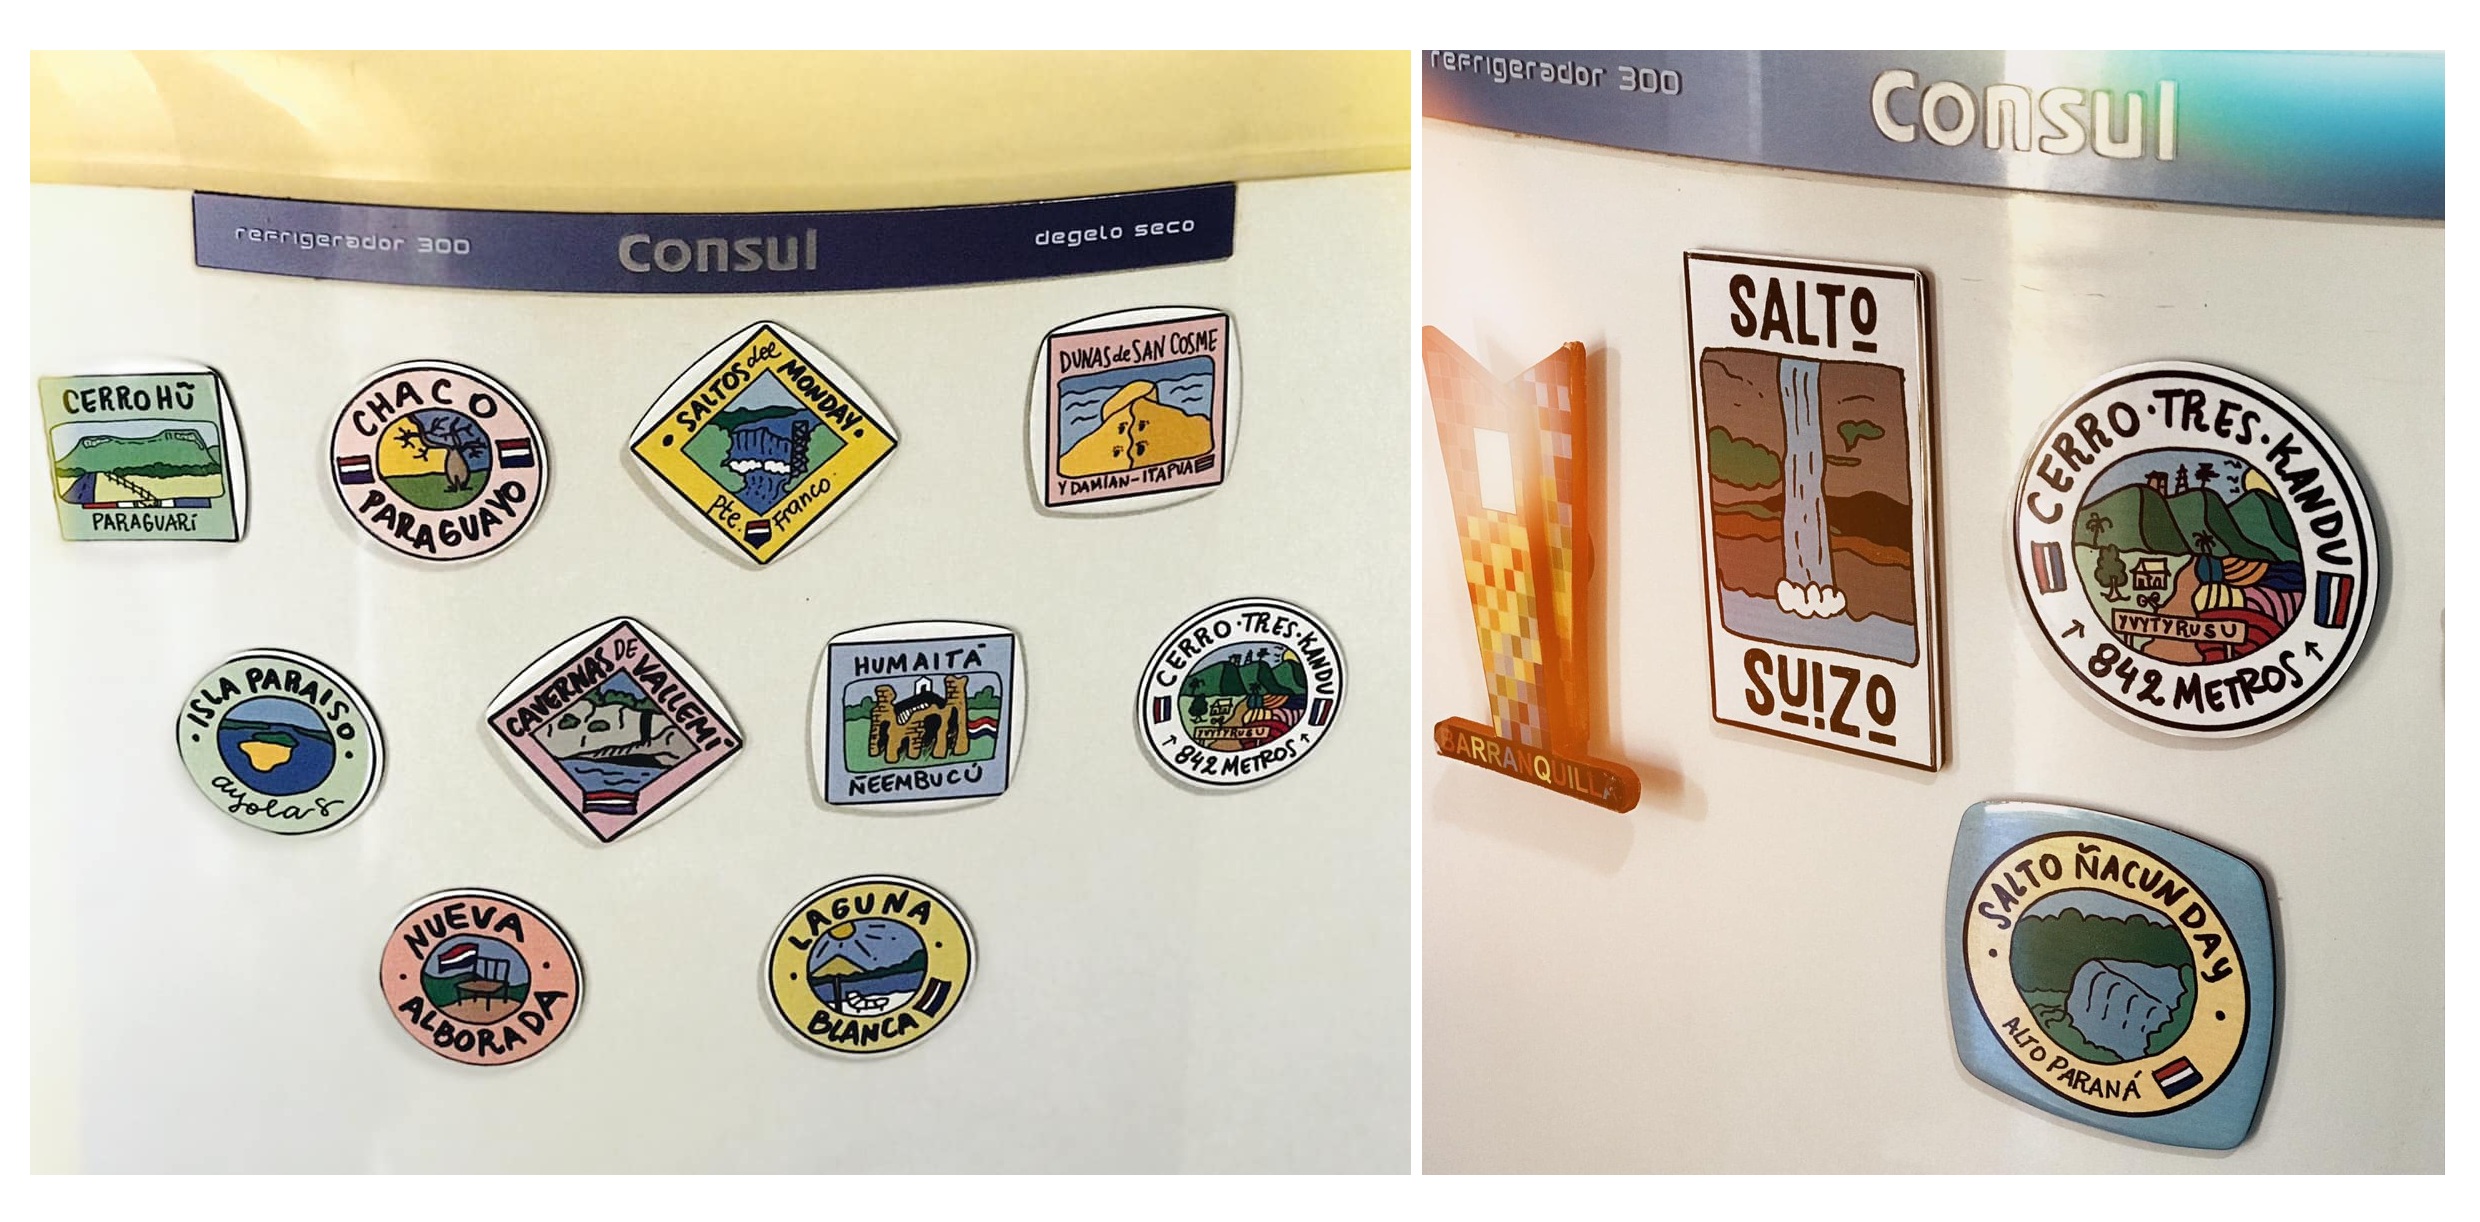 refrigerador 300
Consul
degelo seco
CERRO HŨ
PARAGUARÍ
CHACO
PARAGUAYO
SALTOS del MONDAY
Pte. Franco
DUNAS de SAN COSME
Y DAMIAN-ITAPUA
ISLA PARAISO
ayolas
CAVERNAS DE VALLEMI
HUMAITÁ
ÑEEMBUCÚ
CERRO·TRES·KANDU
YVYTYRUSU
842 METROS
NUEVA
ALBORADA
LAGUNA
BLANCA
refrigerador 300
Consul
BARRANQUILLA
SALTO
SUIZO
CERRO·TRES·KANDU
YVYTYRUSU
842 METROS
SALTO ÑACUNDAY
ALTO PARANÁ